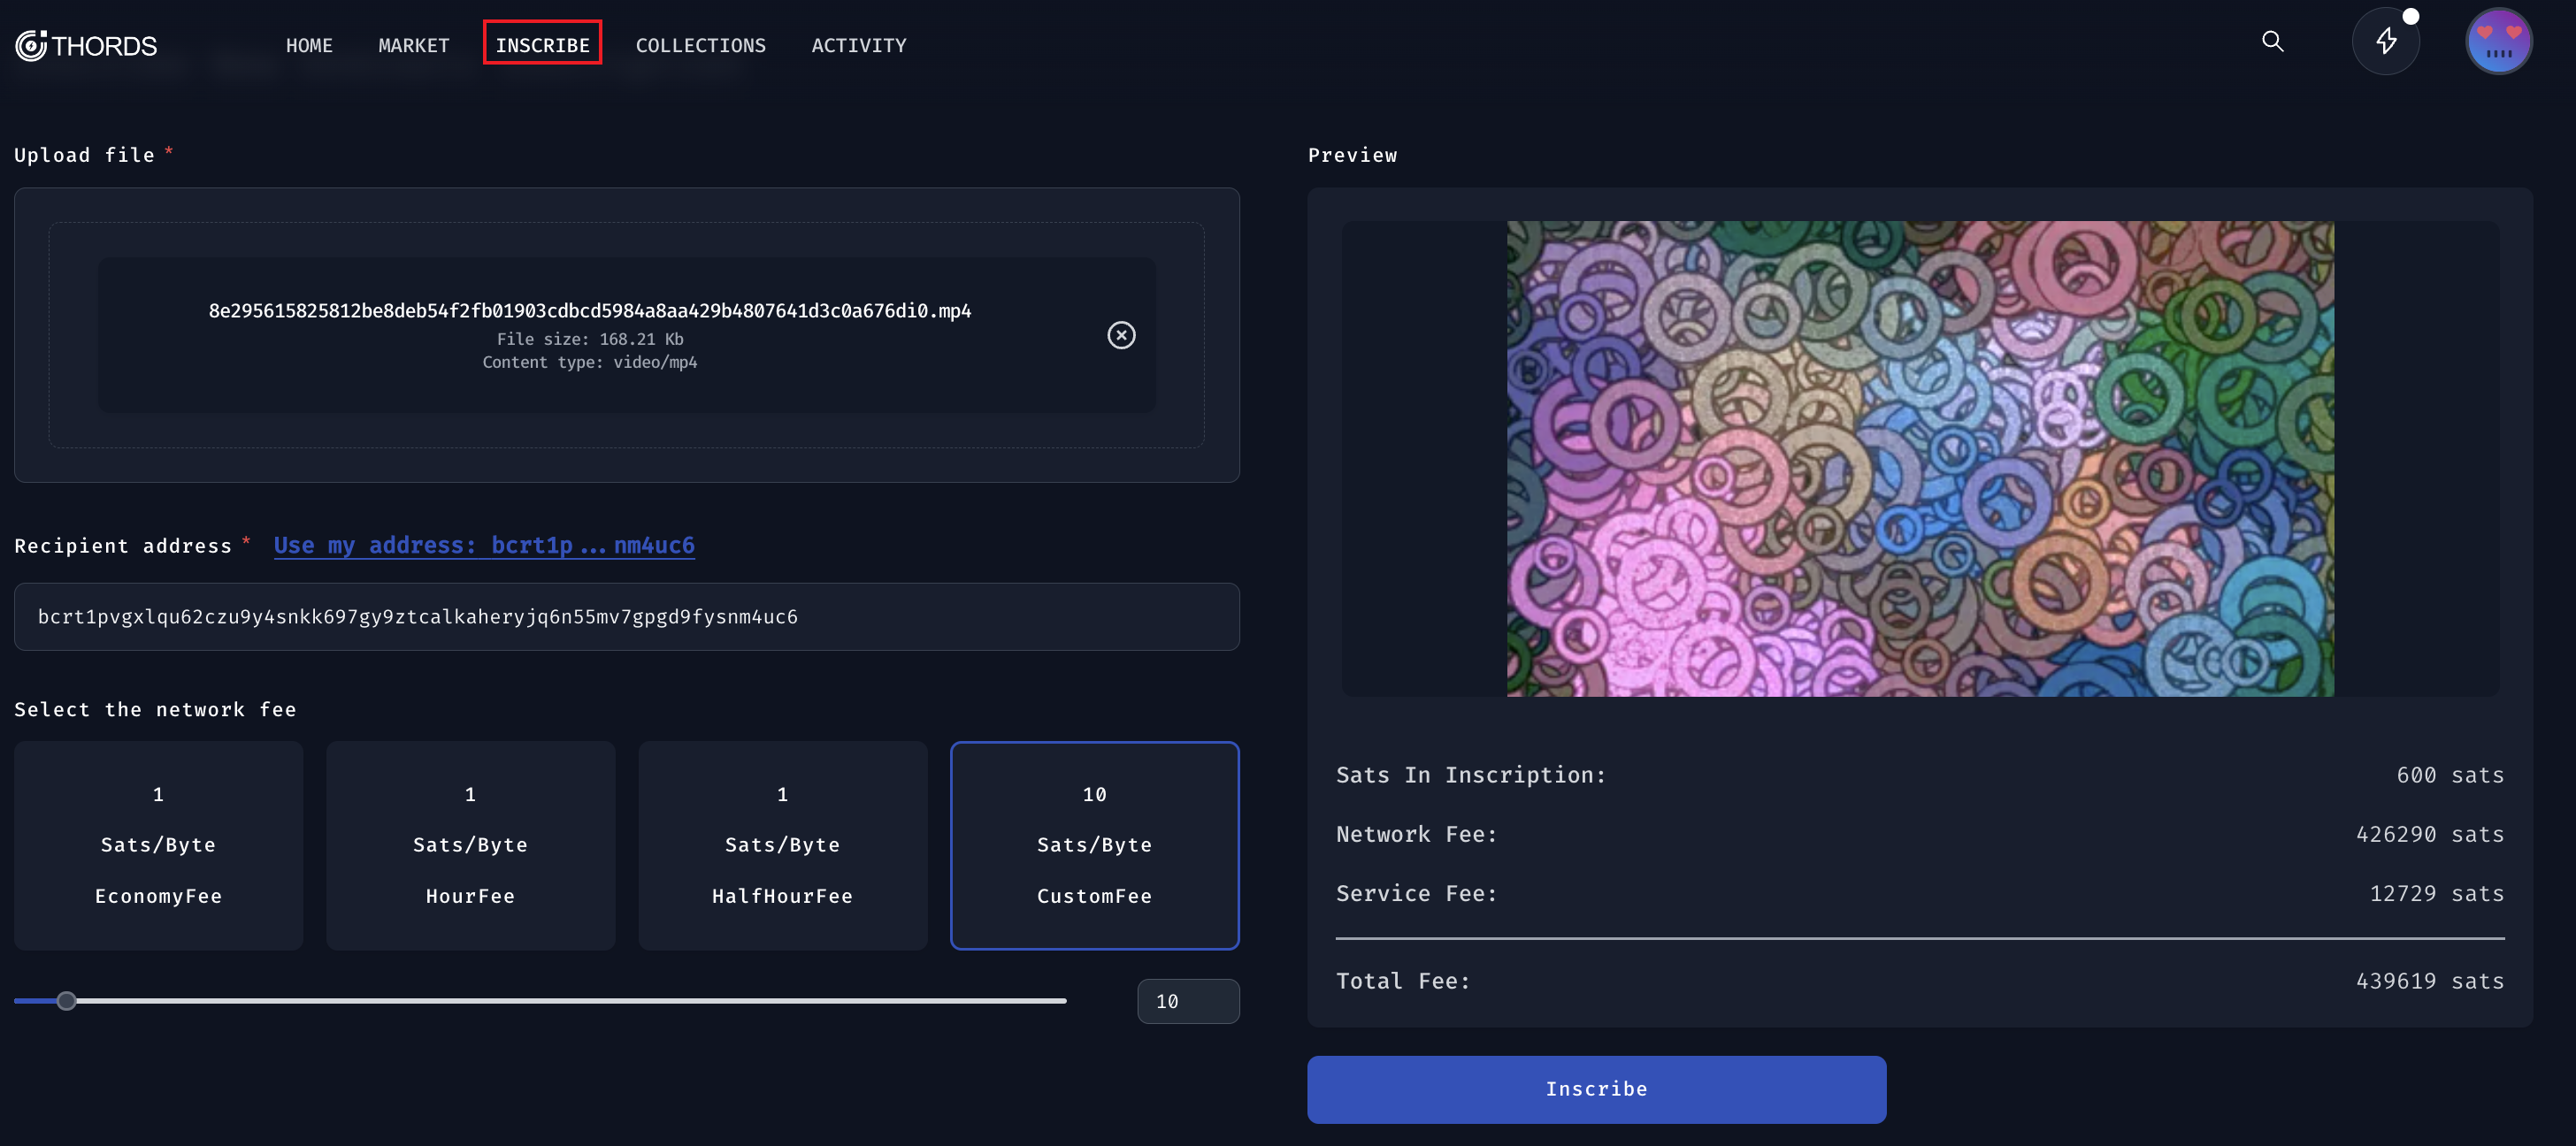 THORDS HOME MARKET INSCRIBE COLLECTIONS ACTIVITY
Upload file *
8e295615825812be8deb54f2fb01903cdbcd5984a8aa429b4807641d3c0a676di0.mp4
File size: 168.21 Kb
Content type: video/mp4
Recipient address * Use my address: bcrt1p...nm4uc6
bcrt1pvgxlqu62czu9y4snkk697gy9ztcalkaheryjq6n55mv7gpgd9fysnm4uc6
Select the network fee
1
Sats/Byte
EconomyFee
1
Sats/Byte
HourFee
1
Sats/Byte
HalfHourFee
10
Sats/Byte
CustomFee
10
Preview
Sats In Inscription: 600 sats
Network Fee: 426290 sats
Service Fee: 12729 sats
Total Fee: 439619 sats
Inscribe